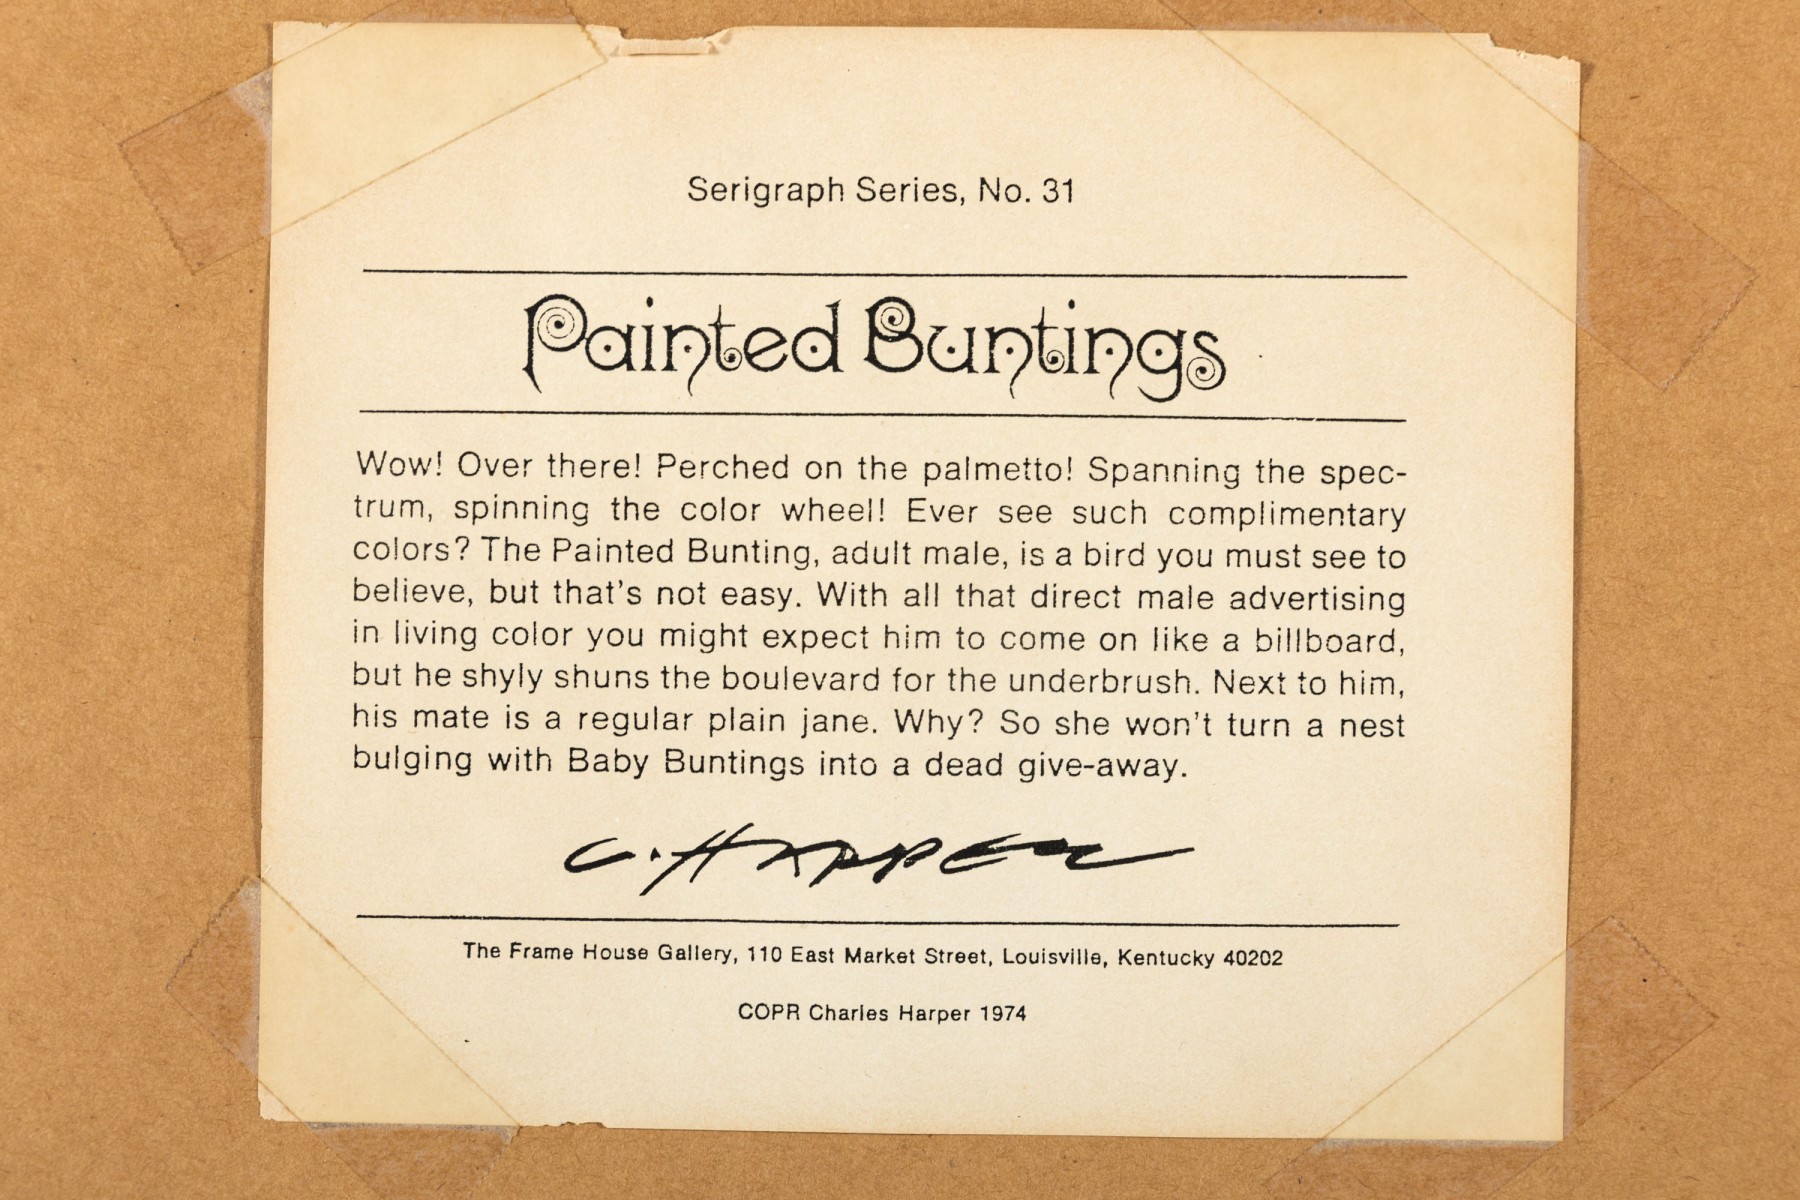 Serigraph Series, No. 31
Painted Buntings
Wow! Over there! Perched on the palmetto! Spanning the spec-
trum, spinning the color wheel! Ever see such complimentary
colors? The Painted Bunting, adult male, is a bird you must see to
believe, but that's not easy. With all that direct male advertising
in living color you might expect him to come on like a billboard,
but he shyly shuns the boulevard for the underbrush. Next to him,
his mate is a regular plain jane. Why? So she won't turn a nest
bulging with Baby Buntings into a dead give-away.
C. HARPER
The Frame House Gallery, 110 East Market Street, Louisville, Kentucky 40202
COPR Charles Harper 1974